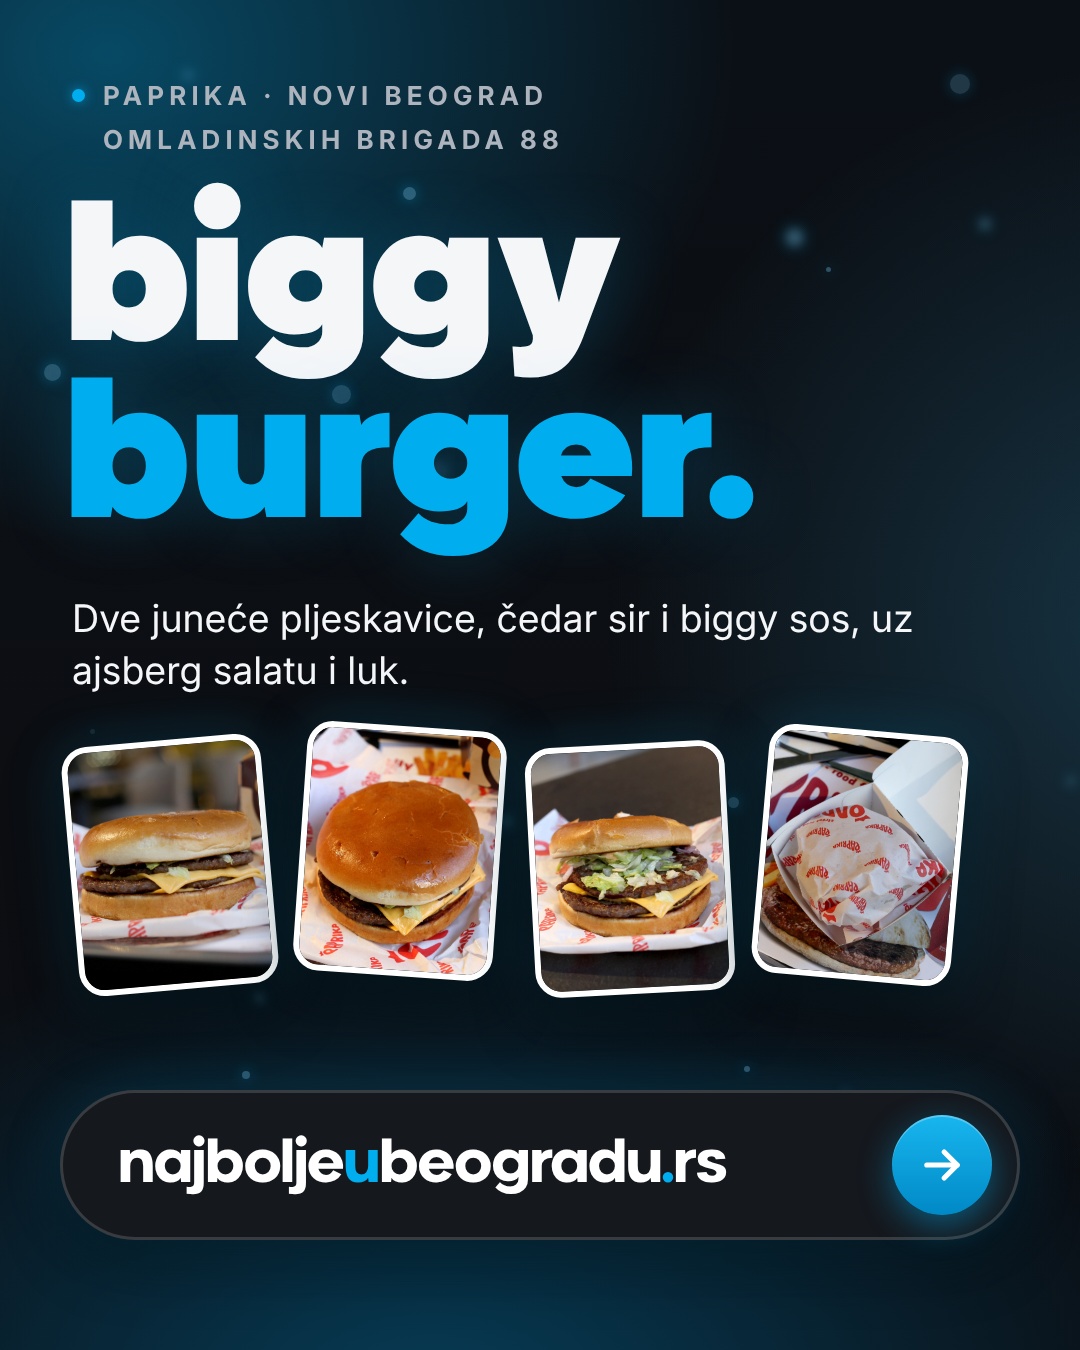 PAPRIKA · NOVI BEOGRAD
OMLADINSKIH BRIGADA 88
biggy
burger.
Dve juneće pljeskavice, čedar sir i biggy sos, uz
ajsberg salatu i luk.
PAPRIKA
najboljeubeogradu.rs